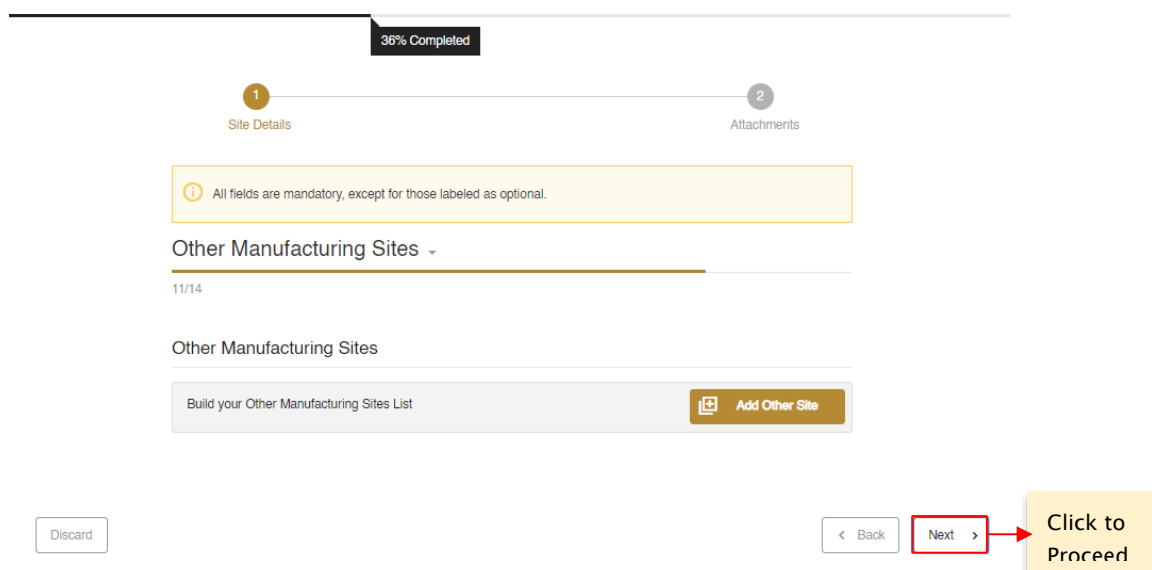 36% Completed
1
2
Site Details
Attachments
All fields are mandatory, except for those labeled as optional.
Other Manufacturing Sites
11/14
Other Manufacturing Sites
Build your Other Manufacturing Sites List
Add Other Site
Discard
Back
Next
Click to
Proceed